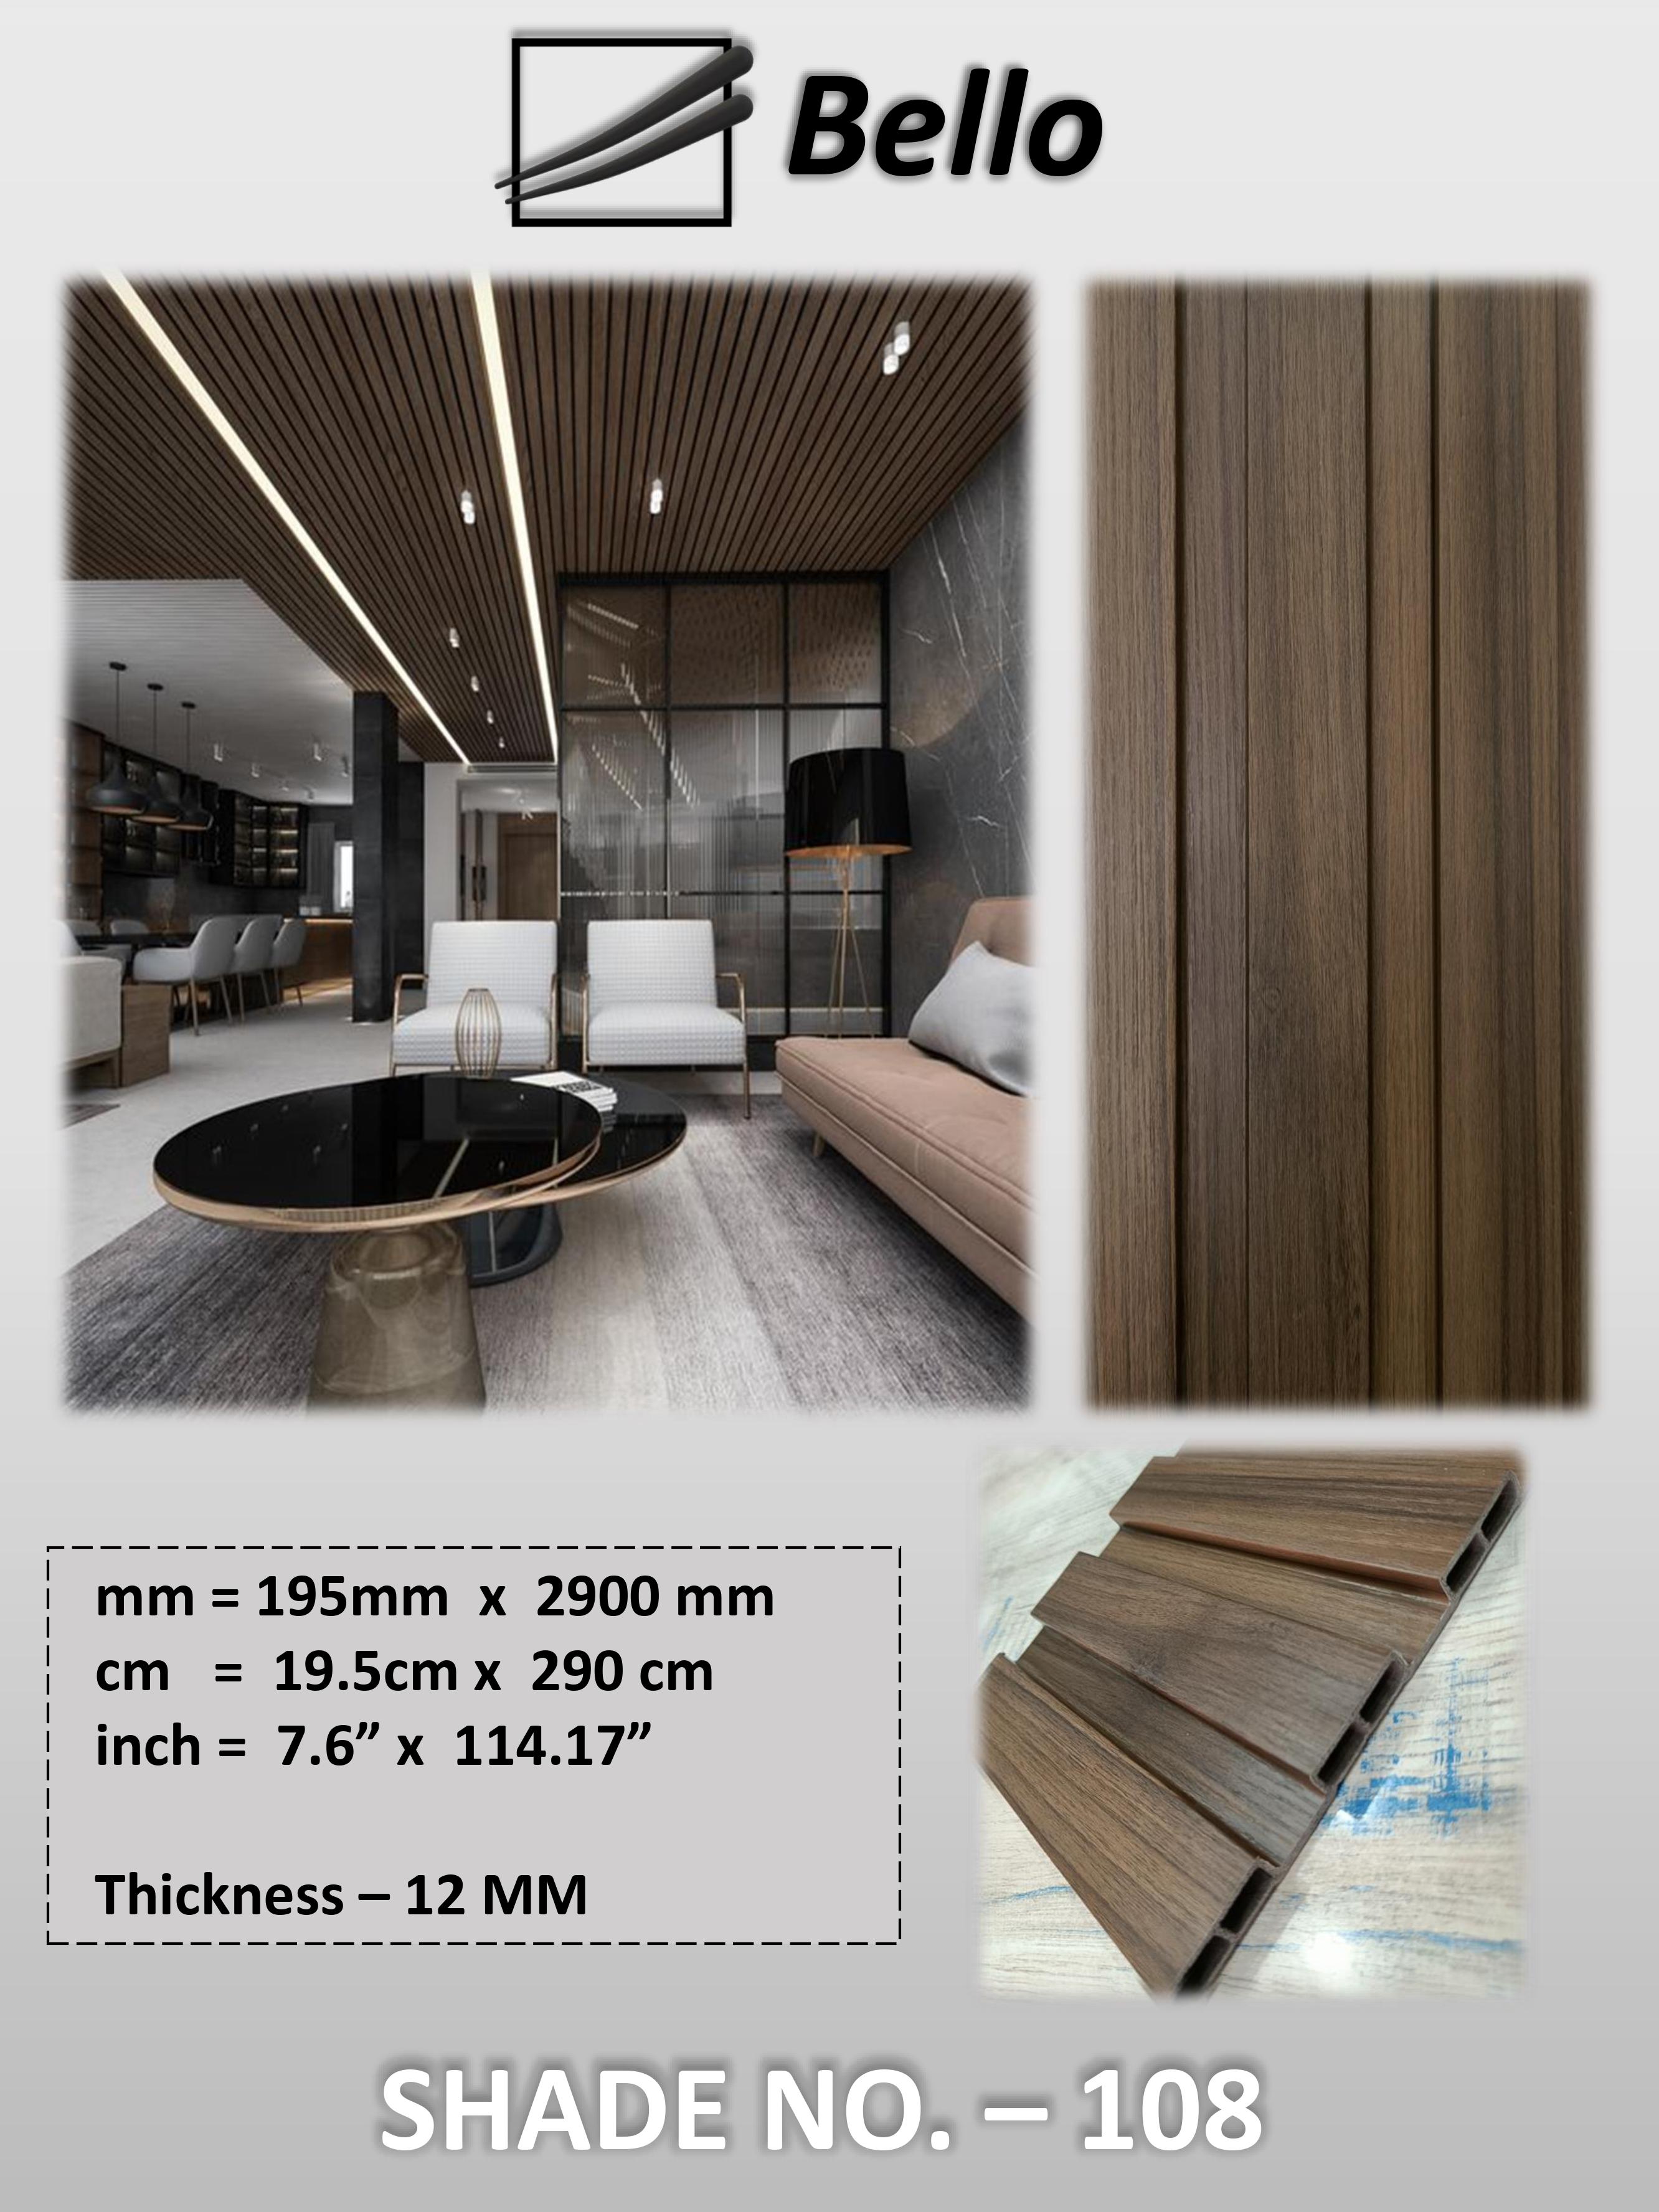 Bello
mm = 195mm x 2900 mm
cm = 19.5cm x 290 cm
inch = 7.6” x 114.17”
Thickness – 12 MM
SHADE NO. – 108